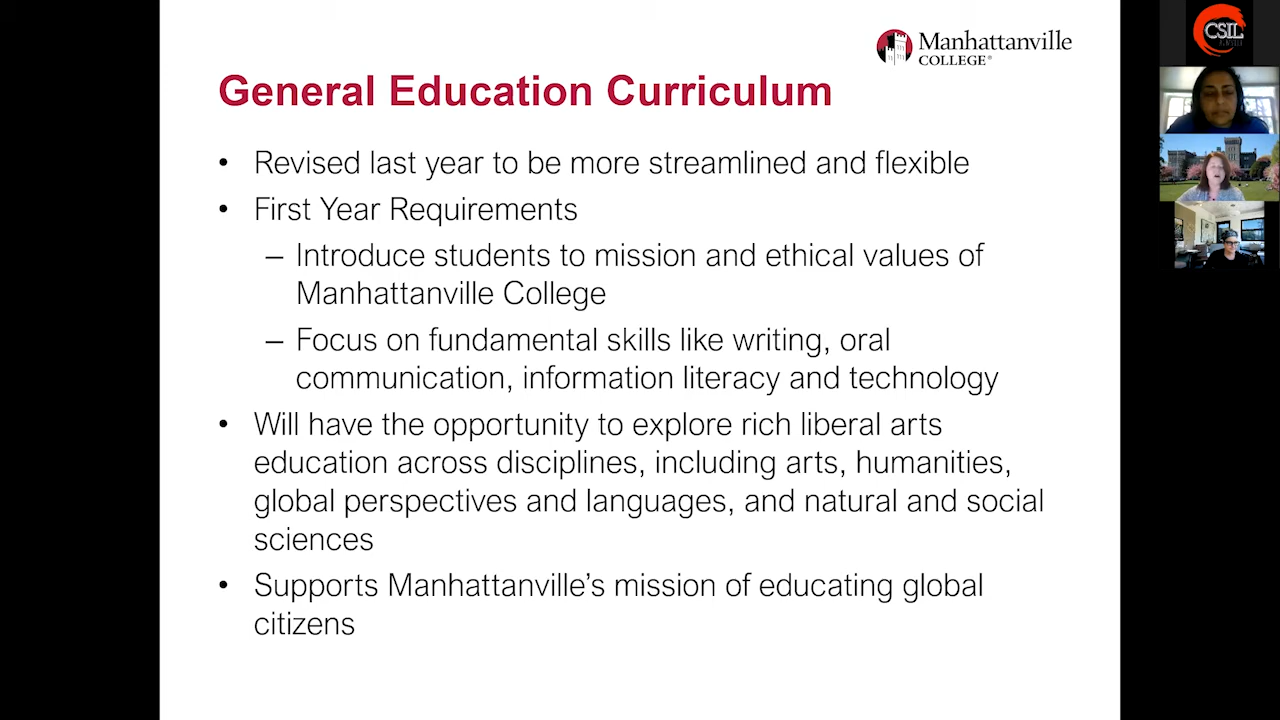 Manhattanville
COLLEGE®
General Education Curriculum
• Revised last year to be more streamlined and flexible
• First Year Requirements
– Introduce students to mission and ethical values of
Manhattanville College
– Focus on fundamental skills like writing, oral
communication, information literacy and technology
• Will have the opportunity to explore rich liberal arts
education across disciplines, including arts, humanities,
global perspectives and languages, and natural and social
sciences
• Supports Manhattanville’s mission of educating global
citizens
CSIL